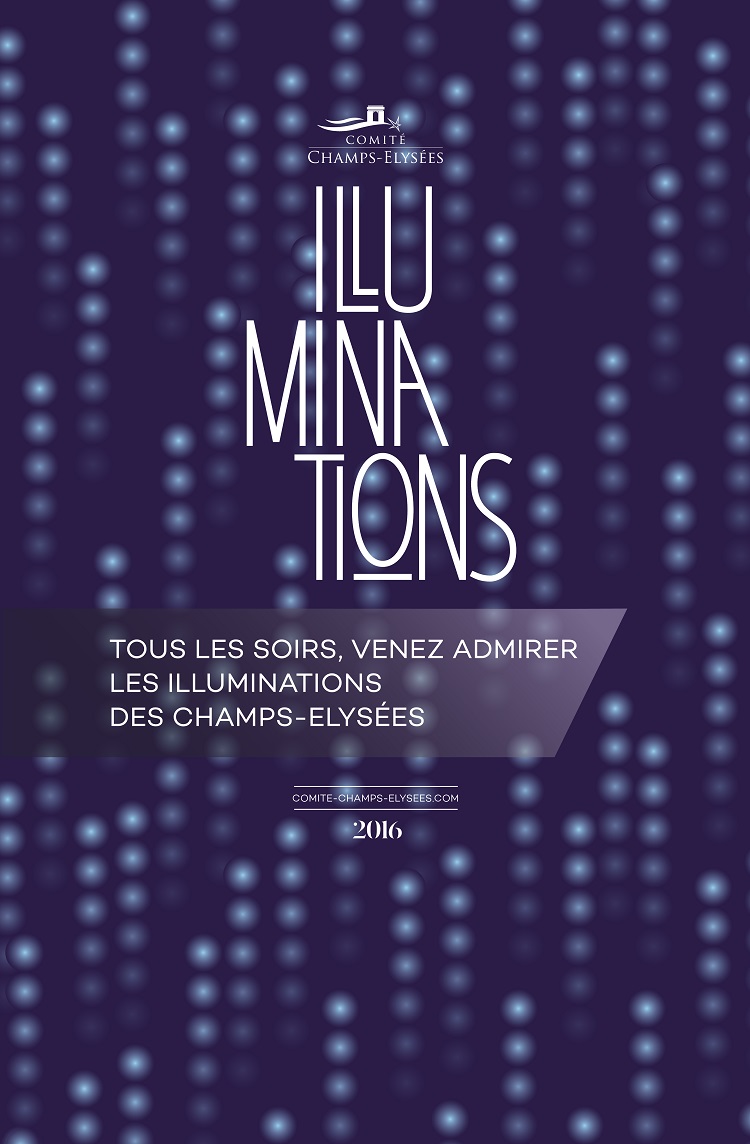 COMITÉ
CHAMPS-ELYSÉES
ILLU
MINA
TIONS
TOUS LES SOIRS, VENEZ ADMIRER
LES ILLUMINATIONS
DES CHAMPS-ELYSÉES
COMITE-CHAMPS-ELYSEES.COM
2016